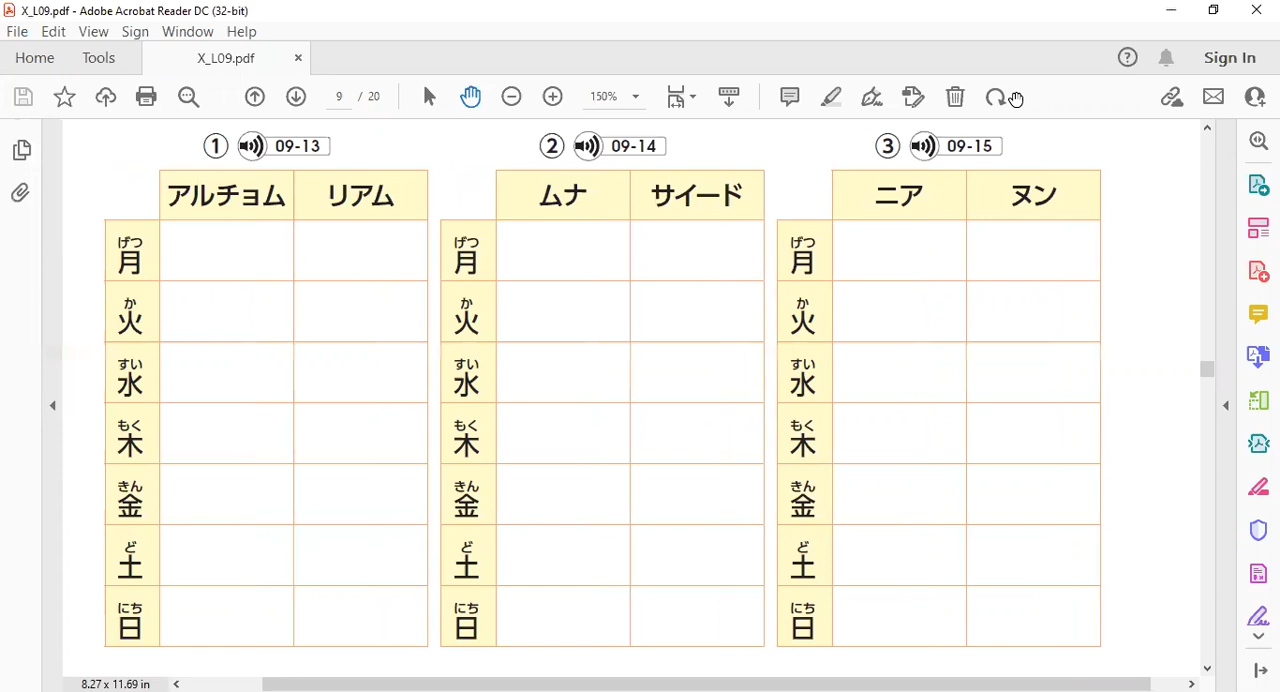 X_L09.pdf - Adobe Acrobat Reader DC (32-bit)
File Edit View Sign Window Help
Home Tools X_L09.pdf × Sign In
9 / 20 150%
① 09-13 ② 09-14 ③ 09-15
アルチョム リアム ムナ サイード ニア ヌン
げつ げつ げつ
月 月 月
か か か
火 火 火
すい すい すい
水 水 水
もく もく もく
木 木 木
きん きん きん
金 金 金
ど ど ど
土 土 土
にち にち にち
日 日 日
8.27 x 11.69 in